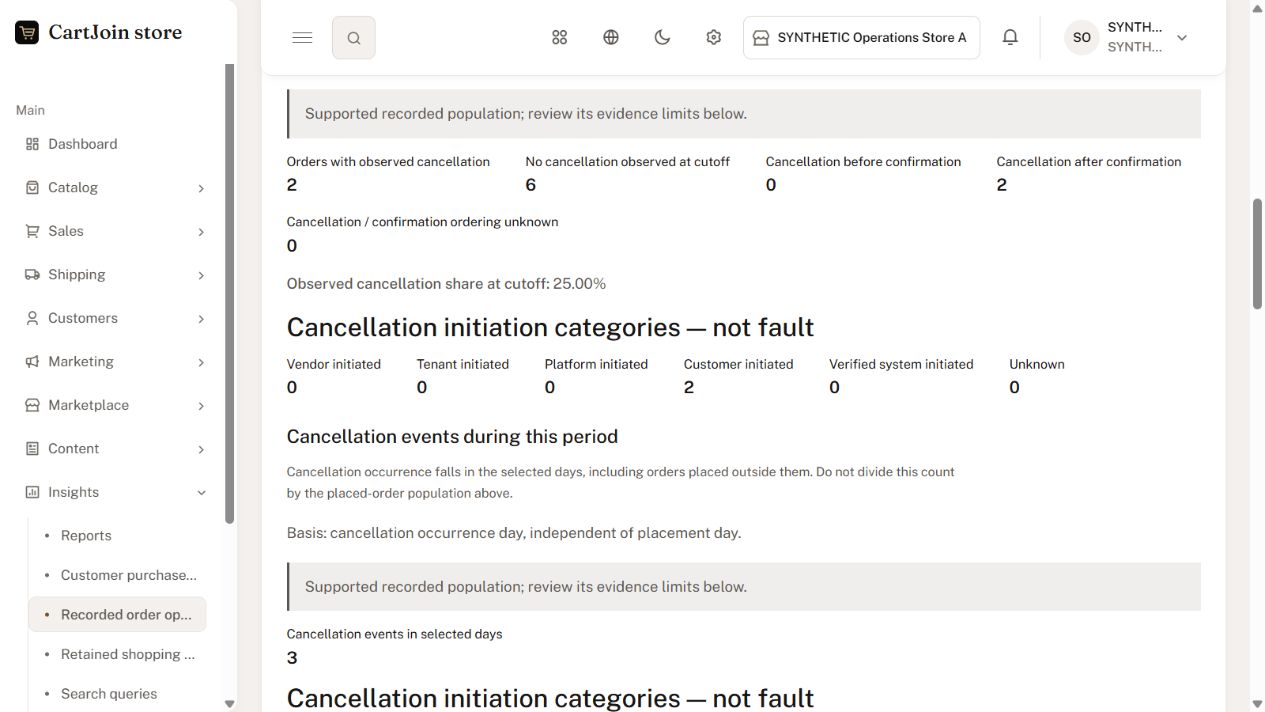 CartJoin store
SYNTHETIC Operations Store A
SO
SYNTH...
SYNTH...
Main
Dashboard
Catalog
Sales
Shipping
Customers
Marketing
Marketplace
Content
Insights
Reports
Customer purchase...
Recorded order op...
Retained shopping ...
Search queries
Supported recorded population; review its evidence limits below.
Orders with observed cancellation
2
No cancellation observed at cutoff
6
Cancellation before confirmation
0
Cancellation after confirmation
2
Cancellation / confirmation ordering unknown
0
Observed cancellation share at cutoff: 25.00%
Cancellation initiation categories — not fault
Vendor initiated
0
Tenant initiated
0
Platform initiated
0
Customer initiated
2
Verified system initiated
0
Unknown
0
Cancellation events during this period
Cancellation occurrence falls in the selected days, including orders placed outside them. Do not divide this count
by the placed-order population above.
Basis: cancellation occurrence day, independent of placement day.
Supported recorded population; review its evidence limits below.
Cancellation events in selected days
3
Cancellation initiation categories — not fault